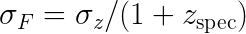 σ_F = σ_z/(1 + z_spec)